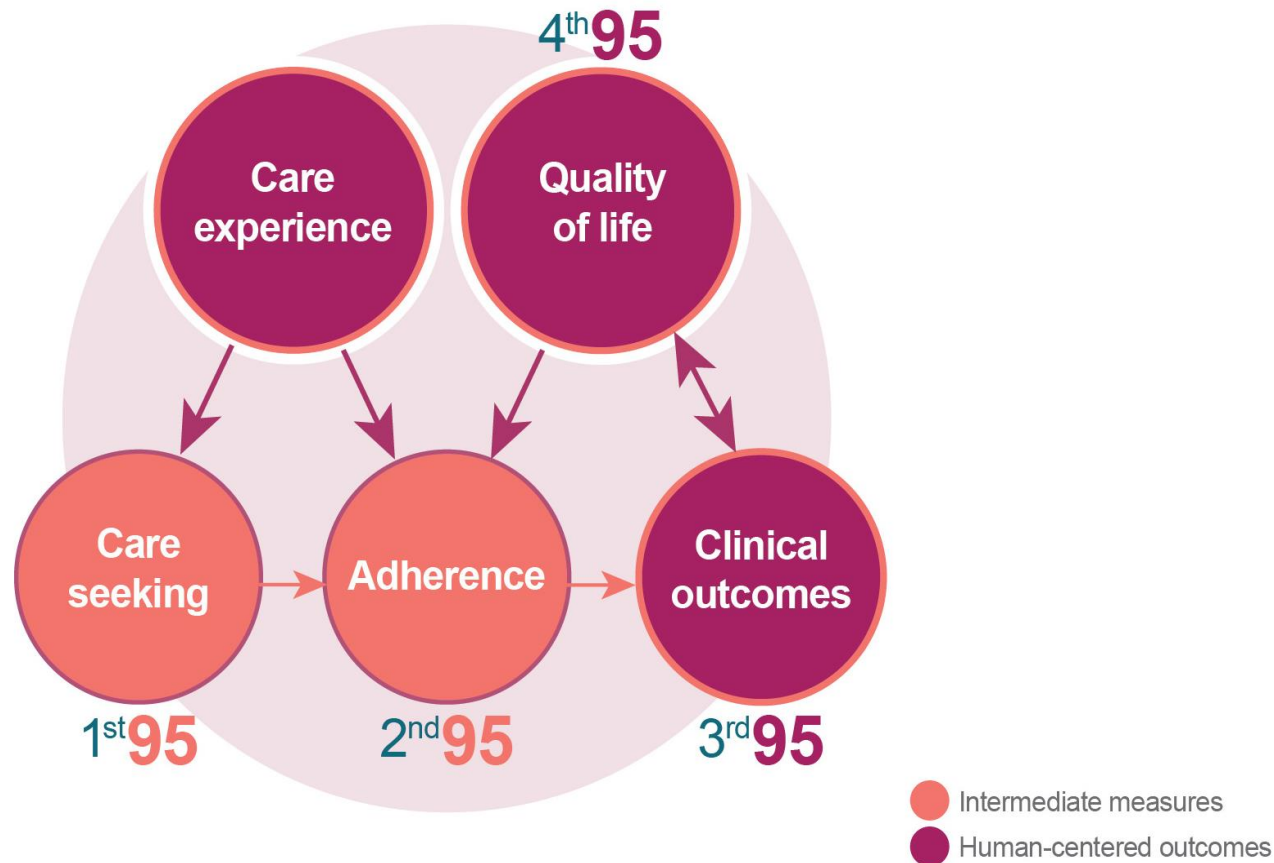 4th95
Care
experience
Quality
of life
Care
seeking
Adherence
Clinical
outcomes
1st95
2nd95
3rd95
Intermediate measures
Human-centered outcomes